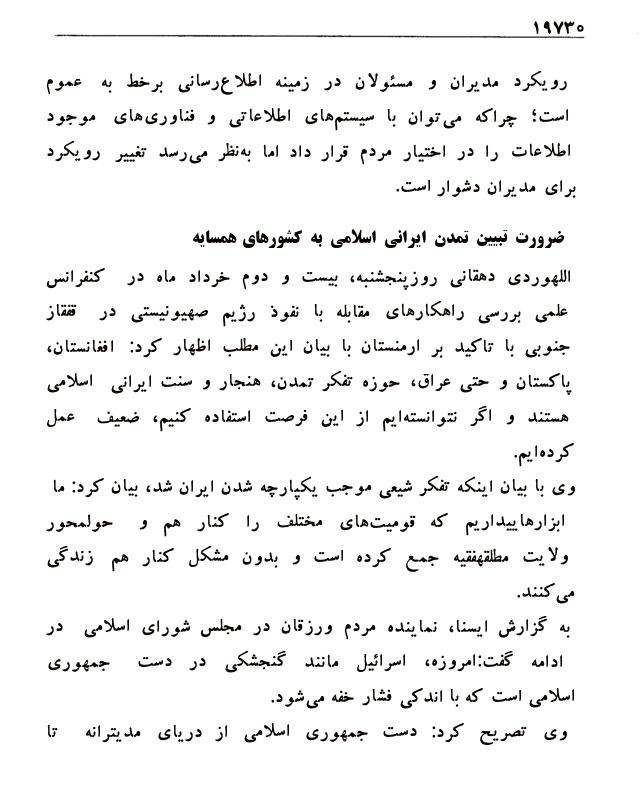 ۱۹۷۳۰
رویکرد مدیران و مسئولان در زمینه اطلاع‌رسانی برخط به عموم
است؛ چراکه می‌توان با سیستم‌های اطلاعاتی و فناوری‌های موجود
اطلاعات را در اختیار مردم قرار داد اما به‌نظر می‌رسد تغییر رویکرد
برای مدیران دشوار است.
ضرورت تبیین تمدن ایرانی اسلامی به کشورهای همسایه
اللهوردی دهقانی روزپنجشنبه، بیست و دوم خرداد ماه در کنفرانس
علمی بررسی راهکارهای مقابله با نفوذ رژیم صهیونیستی در قفقاز
جنوبی با تاکید بر ارمنستان با بیان این مطلب اظهار کرد: افغانستان،
پاکستان و حتی عراق، حوزه تفکر تمدن، هنجار و سنت ایرانی اسلامی
هستند و اگر نتوانسته‌ایم از این فرصت استفاده کنیم، ضعیف عمل
کرده‌ایم.
وی با بیان اینکه تفکر شیعی موجب یکپارچه شدن ایران شد، بیان کرد: ما
ابزارهاییداریم که قومیت‌های مختلف را کنار هم و حولمحور
ولایت مطلقهفقیه جمع کرده است و بدون مشکل کنار هم زندگی
می‌کنند.
به گزارش ایسنا، نماینده مردم ورزقان در مجلس شورای اسلامی در
ادامه گفت:امروزه، اسرائیل مانند گنجشکی در دست جمهوری
اسلامی است که با اندکی فشار خفه می‌شود.
وی تصریح کرد: دست جمهوری اسلامی از دریای مدیترانه تا